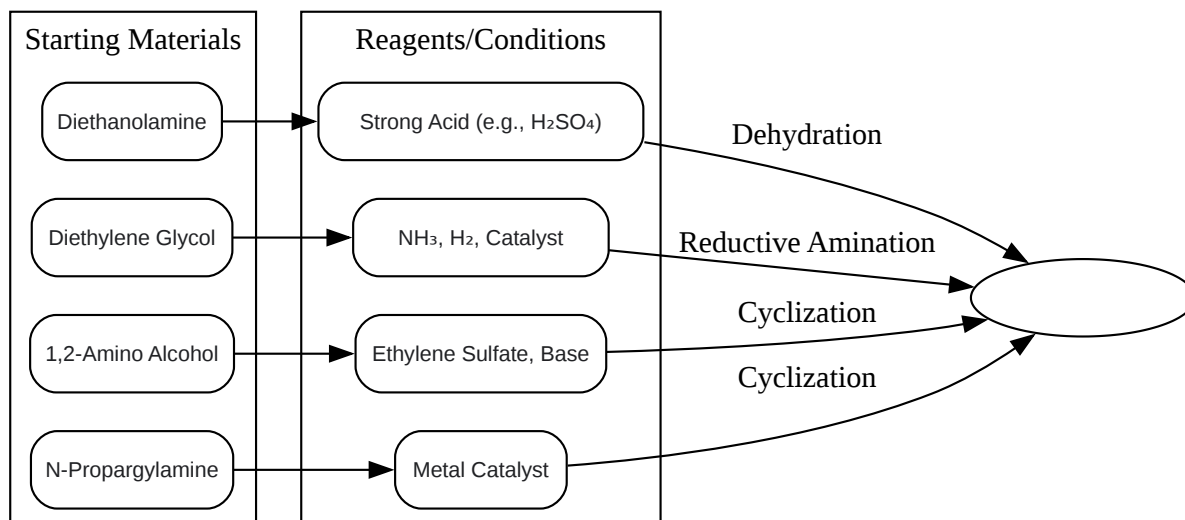 Starting Materials
Reagents/Conditions
Diethanolamine
Strong Acid (e.g., H₂SO₄)
Dehydration
Diethylene Glycol
NH₃, H₂, Catalyst
Reductive Amination
1,2-Amino Alcohol
Ethylene Sulfate, Base
Cyclization
N-Propargylamine
Metal Catalyst
Cyclization